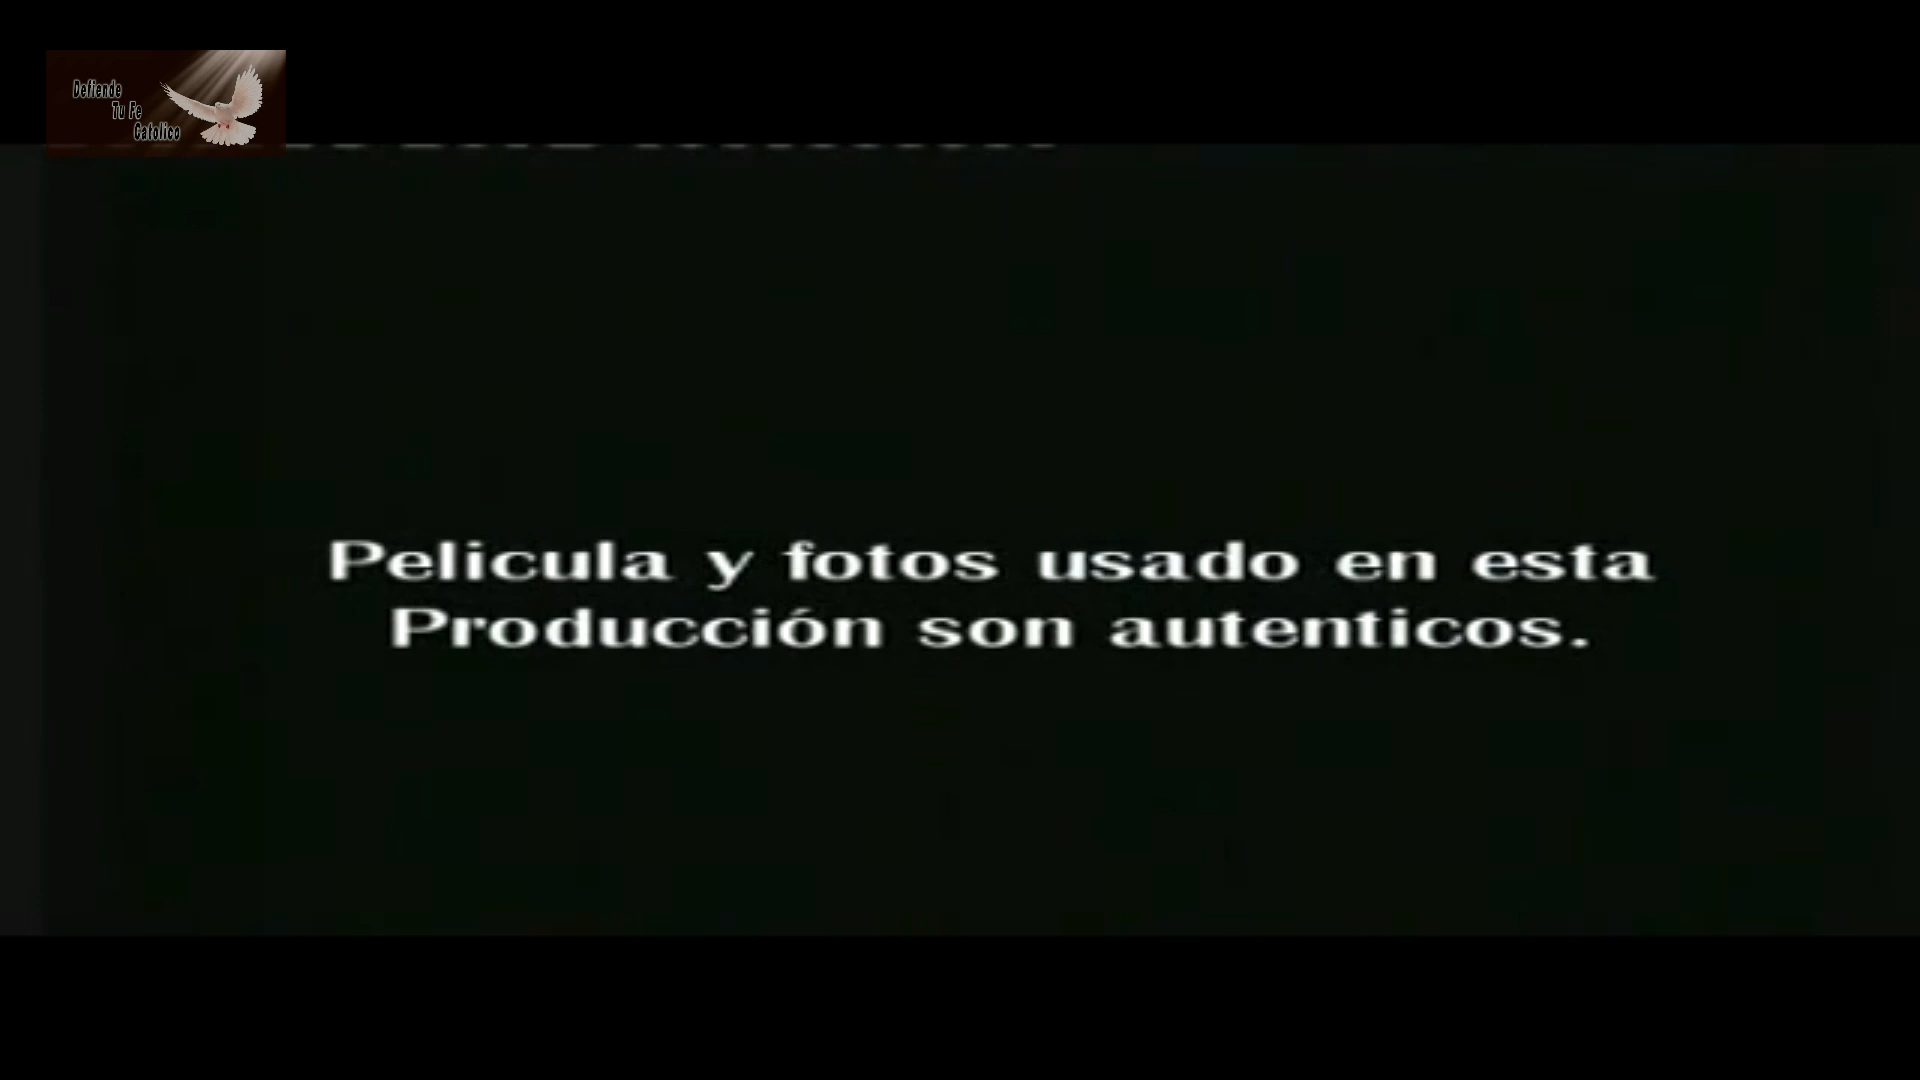 Defiende
Tu Fe
Catolico
Pelicula y fotos usado en esta
Producción son autenticos.